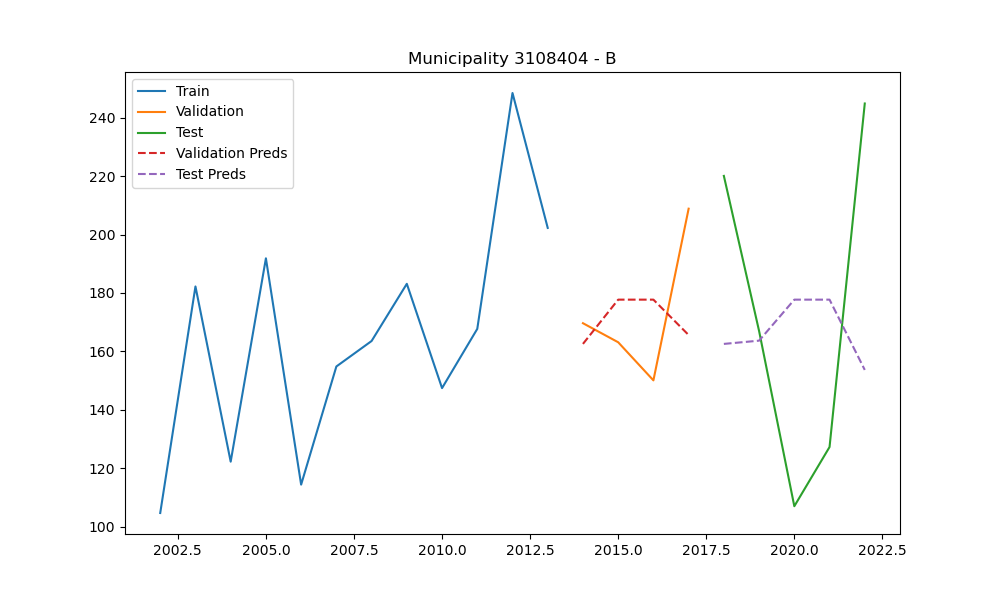 Municipality 3108404 - B
Train
Validation
Test
Validation Preds
Test Preds
240
220
200
180
160
140
120
100
2002.5 2005.0 2007.5 2010.0 2012.5 2015.0 2017.5 2020.0 2022.5